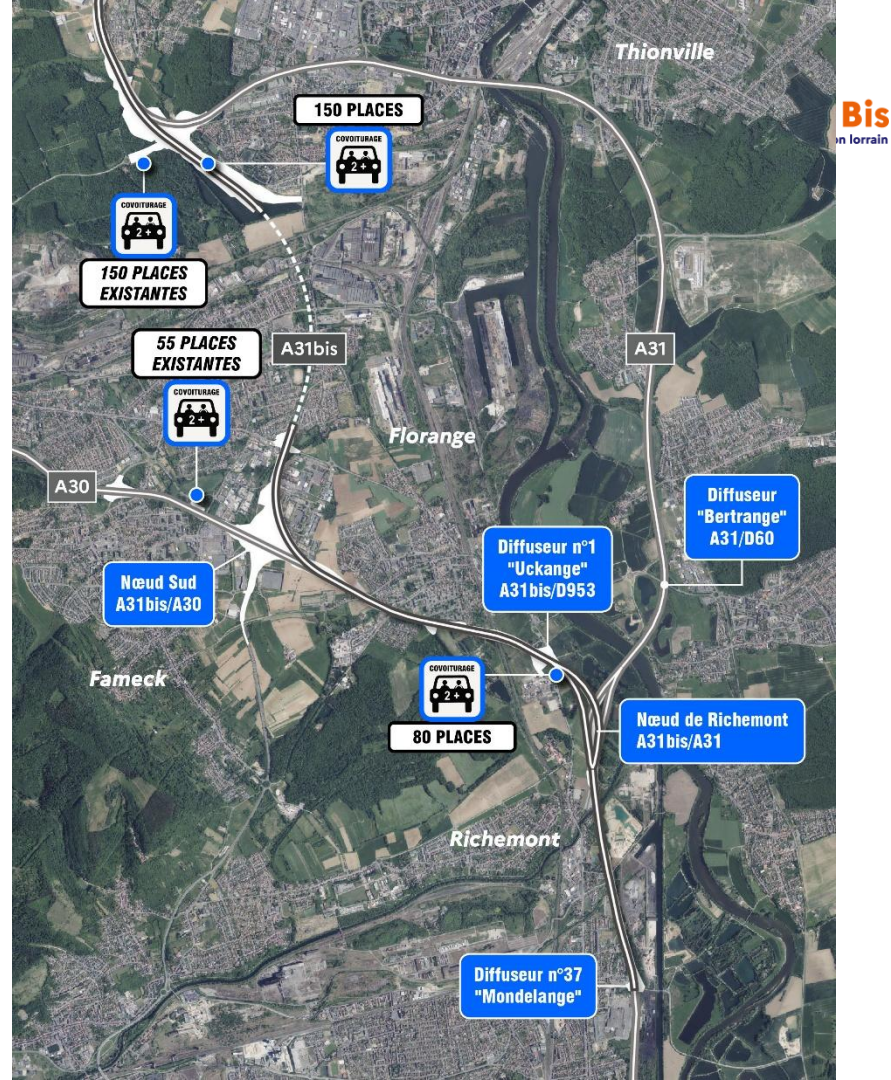 Thionville
Bis
n lorrain
150 PLACES
COVOITURAGE
2+
COVOITURAGE
2+
150 PLACES
EXISTANTES
55 PLACES
EXISTANTES
COVOITURAGE
2+
A31bis
A31
Florange
A30
Diffuseur
"Bertrange"
A31/D60
Diffuseur n°1
"Uckange"
A31bis/D953
Nœud Sud
A31bis/A30
Fameck
COVOITURAGE
2+
80 PLACES
Nœud de Richemont
A31bis/A31
Richemont
Diffuseur n°37
"Mondelange"